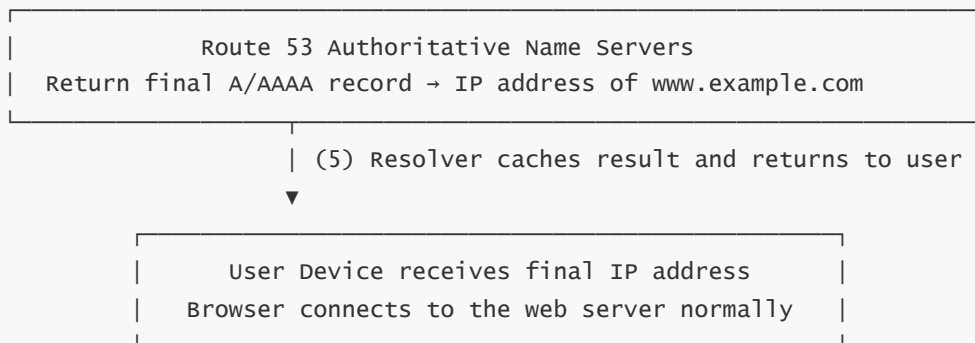 Route 53 Authoritative Name Servers
Return final A/AAAA record → IP address of www.example.com
(5) Resolver caches result and returns to user
User Device receives final IP address
Browser connects to the web server normally